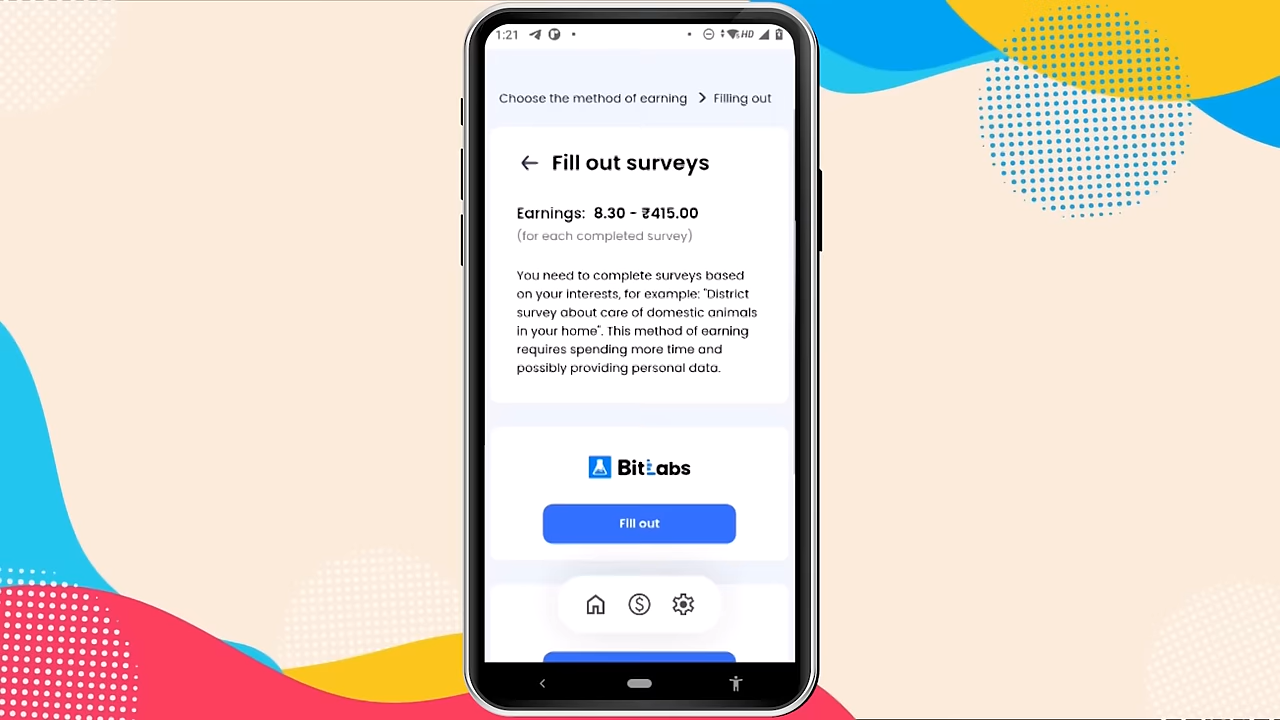 1:21 HD
Choose the method of earning > Filling out
← Fill out surveys
Earnings: 8.30 - ₹415.00
(for each completed survey)
You need to complete surveys based
on your interests, for example: "District
survey about care of domestic animals
in your home". This method of earning
requires spending more time and
possibly providing personal data.
BitLabs
Fill out